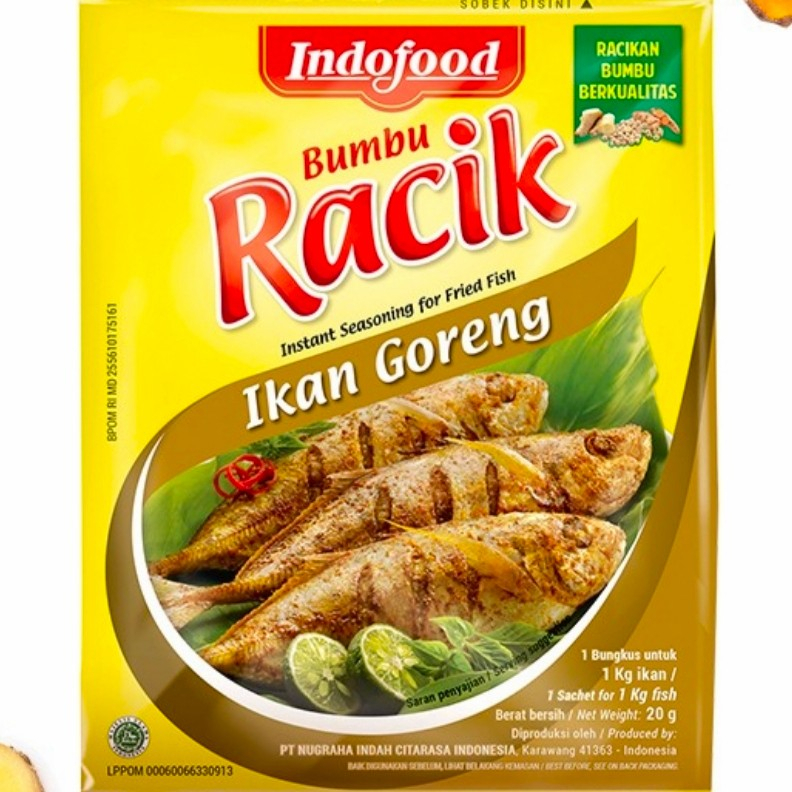 SOBEK DISINI
Indofood
RACIKAN
BUMBU
BERKUALITAS
Bumbu
Racik
Instant Seasoning for Fried Fish
Ikan Goreng
BPOM RI MD 255610175161
Saran penyajian / Serving suggestion
1 Bungkus untuk
1 Kg ikan /
1 Sachet for 1 Kg fish
Berat bersih / Net Weight: 20 g
Diproduksi oleh / Produced by:
PT NUGRAHA INDAH CITARASA INDONESIA, Karawang 41363 - Indonesia
BAIK DIGUNAKAN SEBELUM, LIHAT BELAKANG KEMASAN / BEST BEFORE, SEE ON BACK PACKAGING.
LPPOM 00060066330913